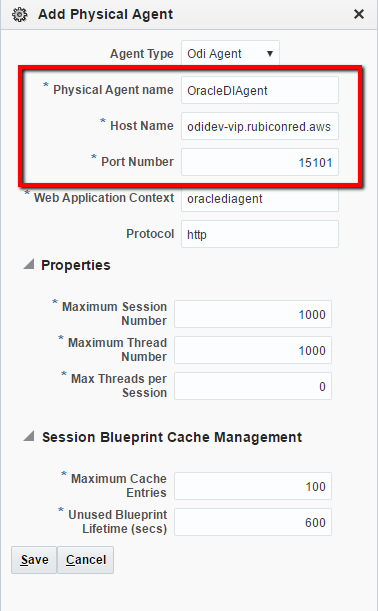 Add Physical Agent
Agent Type Odi Agent
* Physical Agent name OracleDIAgent
* Host Name odidev-vip.rubiconred.aws
* Port Number 15101
* Web Application Context oraclediagent
Protocol http
Properties
* Maximum Session
Number 1000
* Maximum Thread
Number 1000
* Max Threads per
Session 0
Session Blueprint Cache Management
* Maximum Cache
Entries 100
* Unused Blueprint
Lifetime (secs) 600
Save Cancel